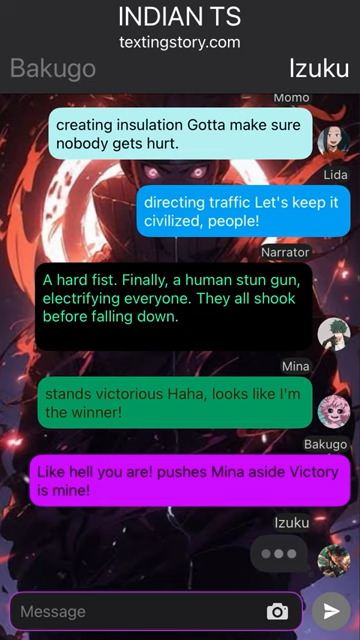 INDIAN TS
textingstory.com
Bakugo
Izuku
Momo
creating insulation Gotta make sure
nobody gets hurt.
Lida
directing traffic Let's keep it
civilized, people!
Narrator
A hard fist. Finally, a human stun gun,
electrifying everyone. They all shook
before falling down.
Mina
stands victorious Haha, looks like I'm
the winner!
Bakugo
Like hell you are! pushes Mina aside Victory
is mine!
Izuku
Message